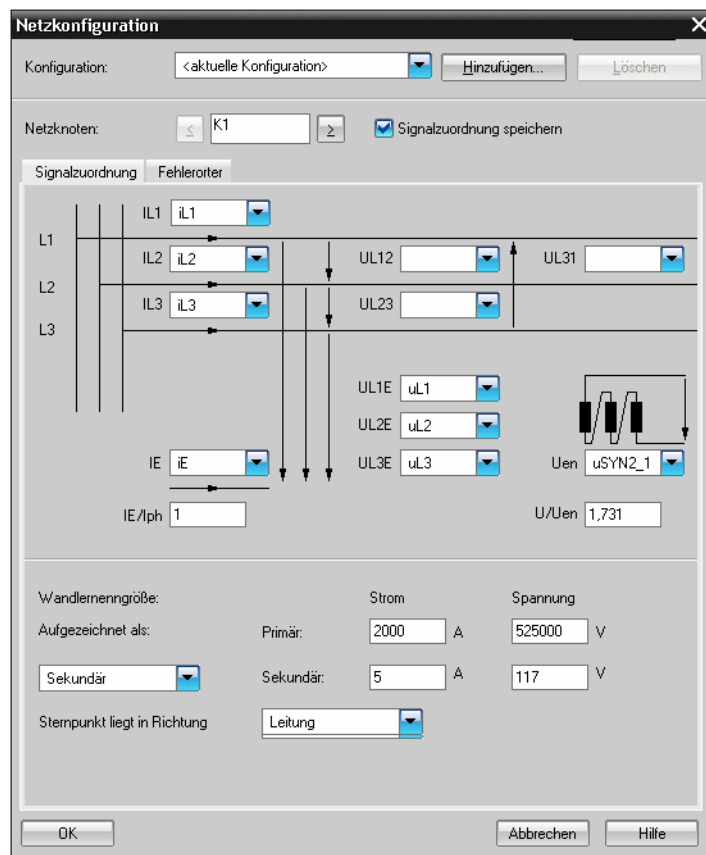 Netzkonfiguration
Konfiguration: <aktuelle Konfiguration> Hinzufügen... Löschen
Netzknoten: < K1 > Signalzuordnung speichern
Signalzuordnung Fehlerorter
IL1 iL1
L1
IL2 iL2 UL12 UL31
L2
IL3 iL3 UL23
L3
UL1E uL1
UL2E uL2
IE iE UL3E uL3 Uen uSYN2_1
IE/Iph 1 U/Uen 1,731
Wandlernenngröße: Strom Spannung
Aufgezeichnet als: Primär: 2000 A 525000 V
Sekundär Sekundär: 5 A 117 V
Sternpunkt liegt in Richtung Leitung
OK Abbrechen Hilfe